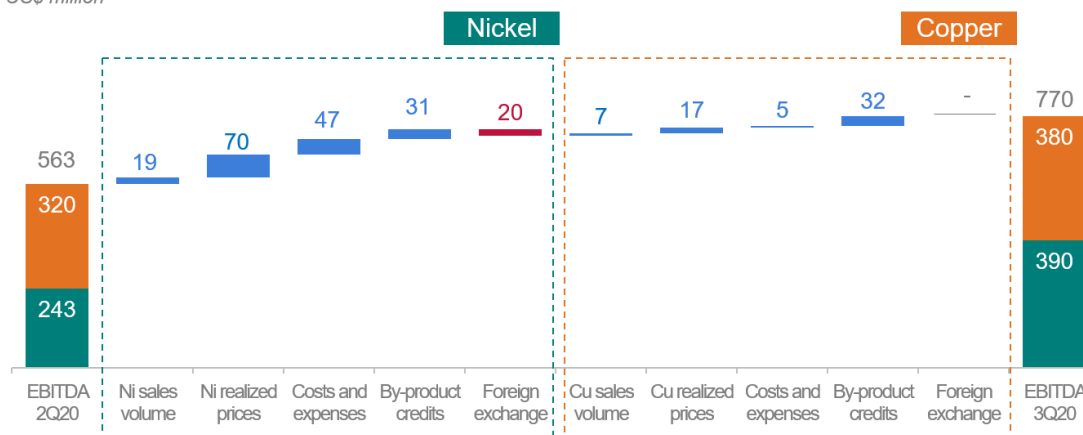 US$ million
Nickel
Copper
563
320
243
19
70
47
31
20
7
17
5
32
-
770
380
390
EBITDA
2Q20
Ni sales
volume
Ni realized
prices
Costs and
expenses
By-product
credits
Foreign
exchange
Cu sales
volume
Cu realized
prices
Costs and
expenses
By-product
credits
Foreign
exchange
EBITDA
3Q20